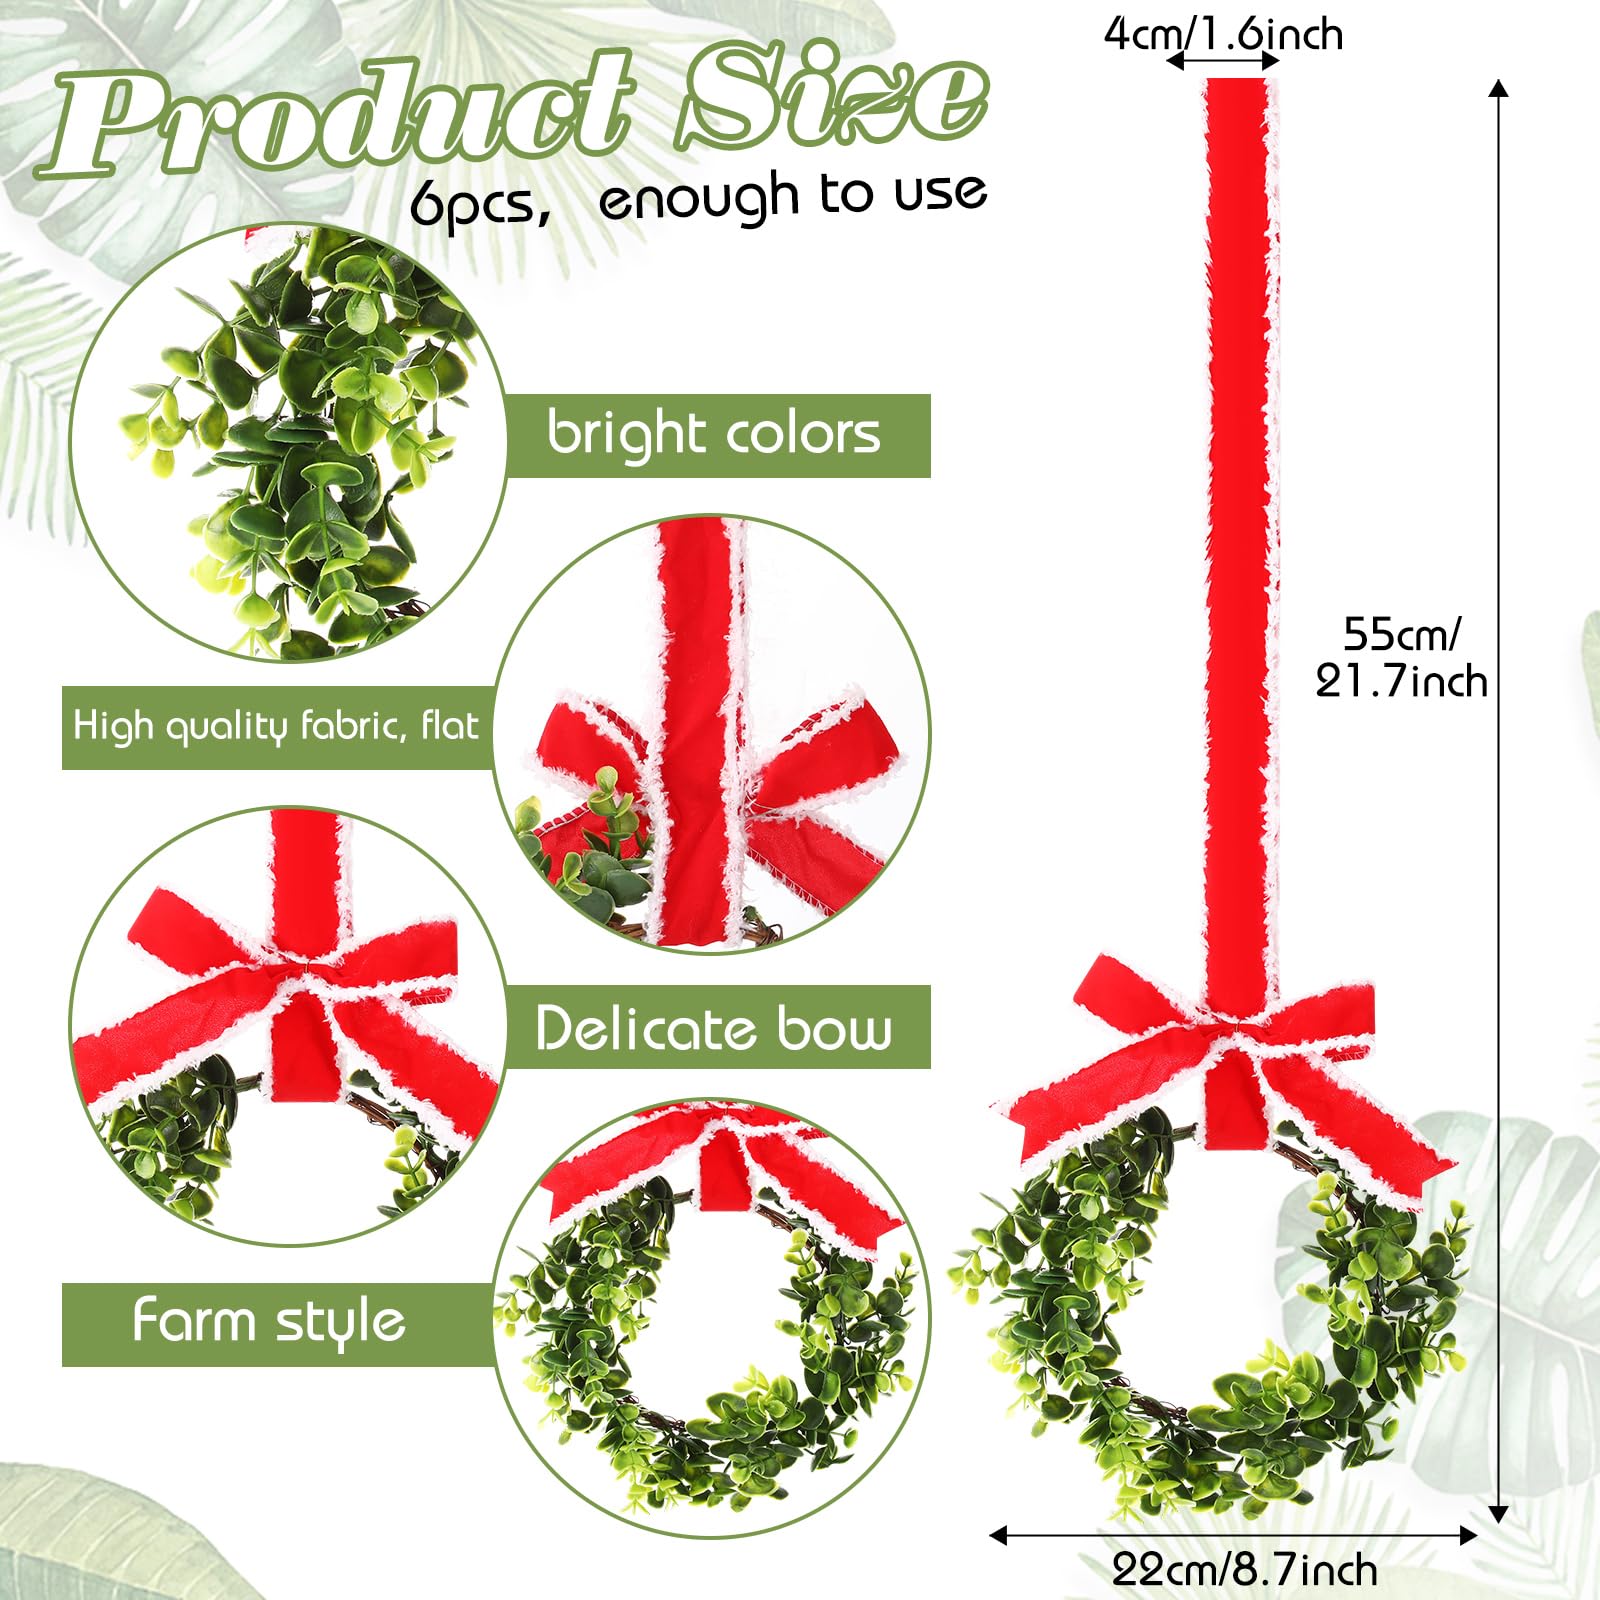 Product Size
6pcs, enough to use
4cm/1.6inch
bright colors
55cm/
21.7inch
High quality fabric, flat
Delicate bow
Farm style
22cm/8.7inch